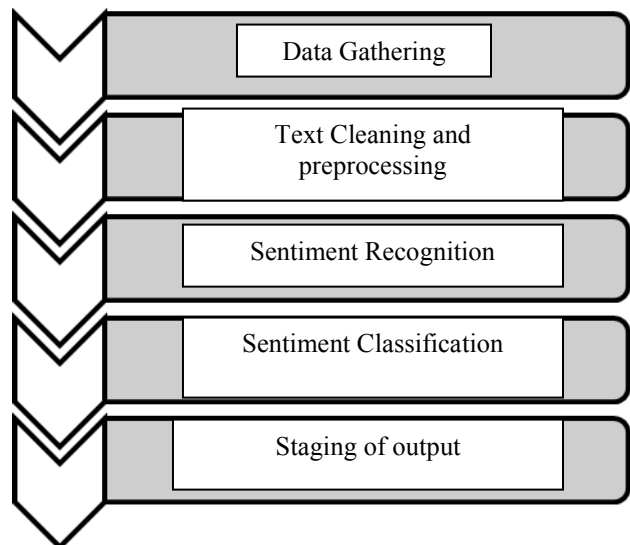 Data Gathering
Text Cleaning and
preprocessing
Sentiment Recognition
Sentiment Classification
Staging of output